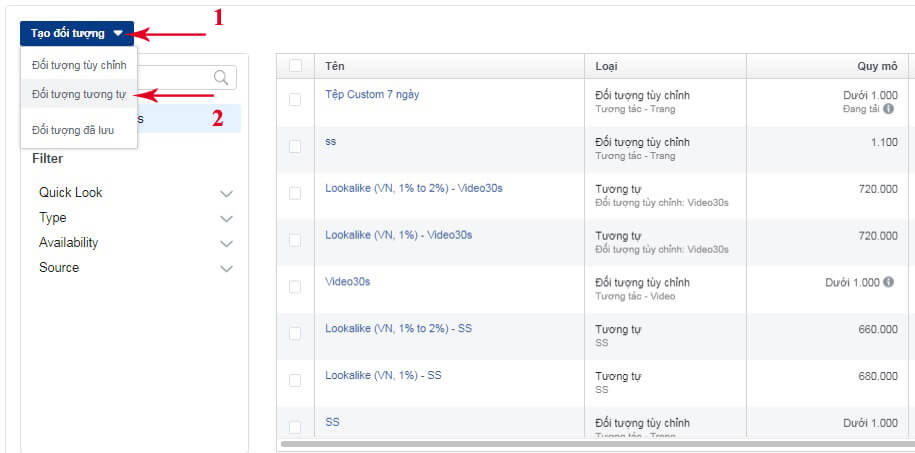 1
Tạo đối tượng
Đối tượng tùy chỉnh
Đối tượng tương tự
2
s
Đối tượng đã lưu
Filter
Quick Look
Type
Availability
Source
Tên Loại Quy mô
Tệp Custom 7 ngày Đối tượng tùy chỉnh Dưới 1.000
Tương tác - Trang Đang tải
ss Đối tượng tùy chỉnh 1.100
Tương tác - Trang
Lookalike (VN, 1% to 2%) - Video30s Tương tự 720.000
Đối tượng tùy chỉnh: Video30s
Lookalike (VN, 1%) - Video30s Tương tự 720.000
Đối tượng tùy chỉnh: Video30s
Video30s Đối tượng tùy chỉnh Dưới 1.000
Tương tác - Video
Lookalike (VN, 1% to 2%) - SS Tương tự 660.000
SS
Lookalike (VN, 1%) - SS Tương tự 680.000
SS
SS Đối tượng tùy chỉnh Dưới 1.000
Tương tác - Trang